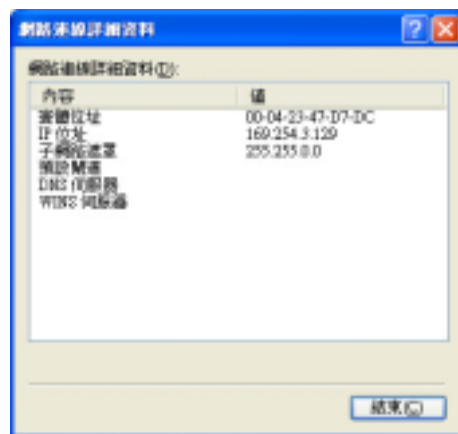 網路連線詳細資料
網路連線詳細資料(D):
內容 值
實體位址 00-04-23-47-D7-DC
IP 位址 169.254.3.129
子網路遮罩 255.255.0.0
預設閘道
DNS 伺服器
WINS 伺服器
結束(C)